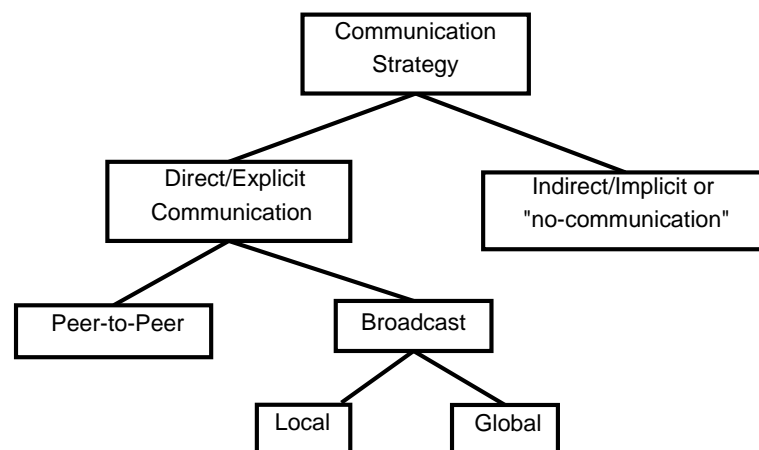 Communication
Strategy
Direct/Explicit
Communication
Indirect/Implicit or
"no-communication"
Peer-to-Peer
Broadcast
Local
Global